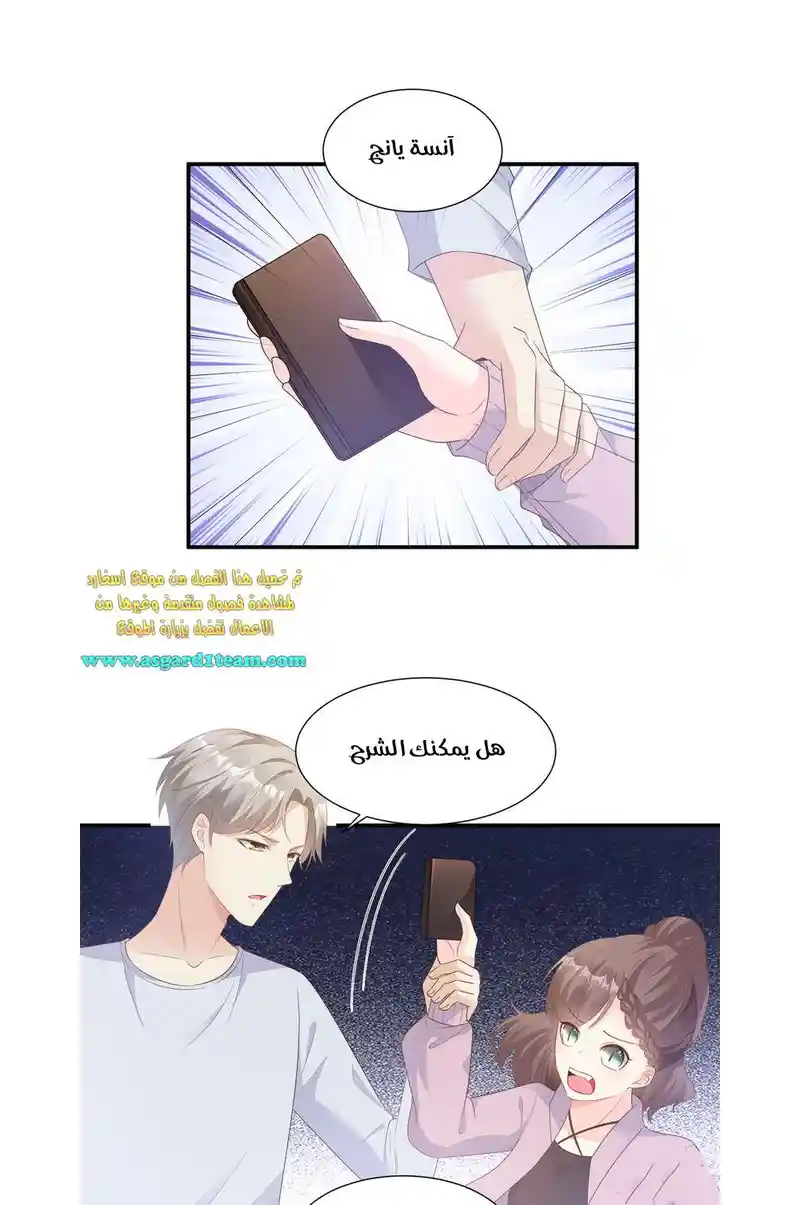 آنسة يانج
تم تحميل هذا الفصل من موقع اسغارد
لمشاهدة فصول متقدمة وغيرها من
الاعمال تفضل بزيارة الموقع
www.asgard1team.com
هل يمكنك الشرح